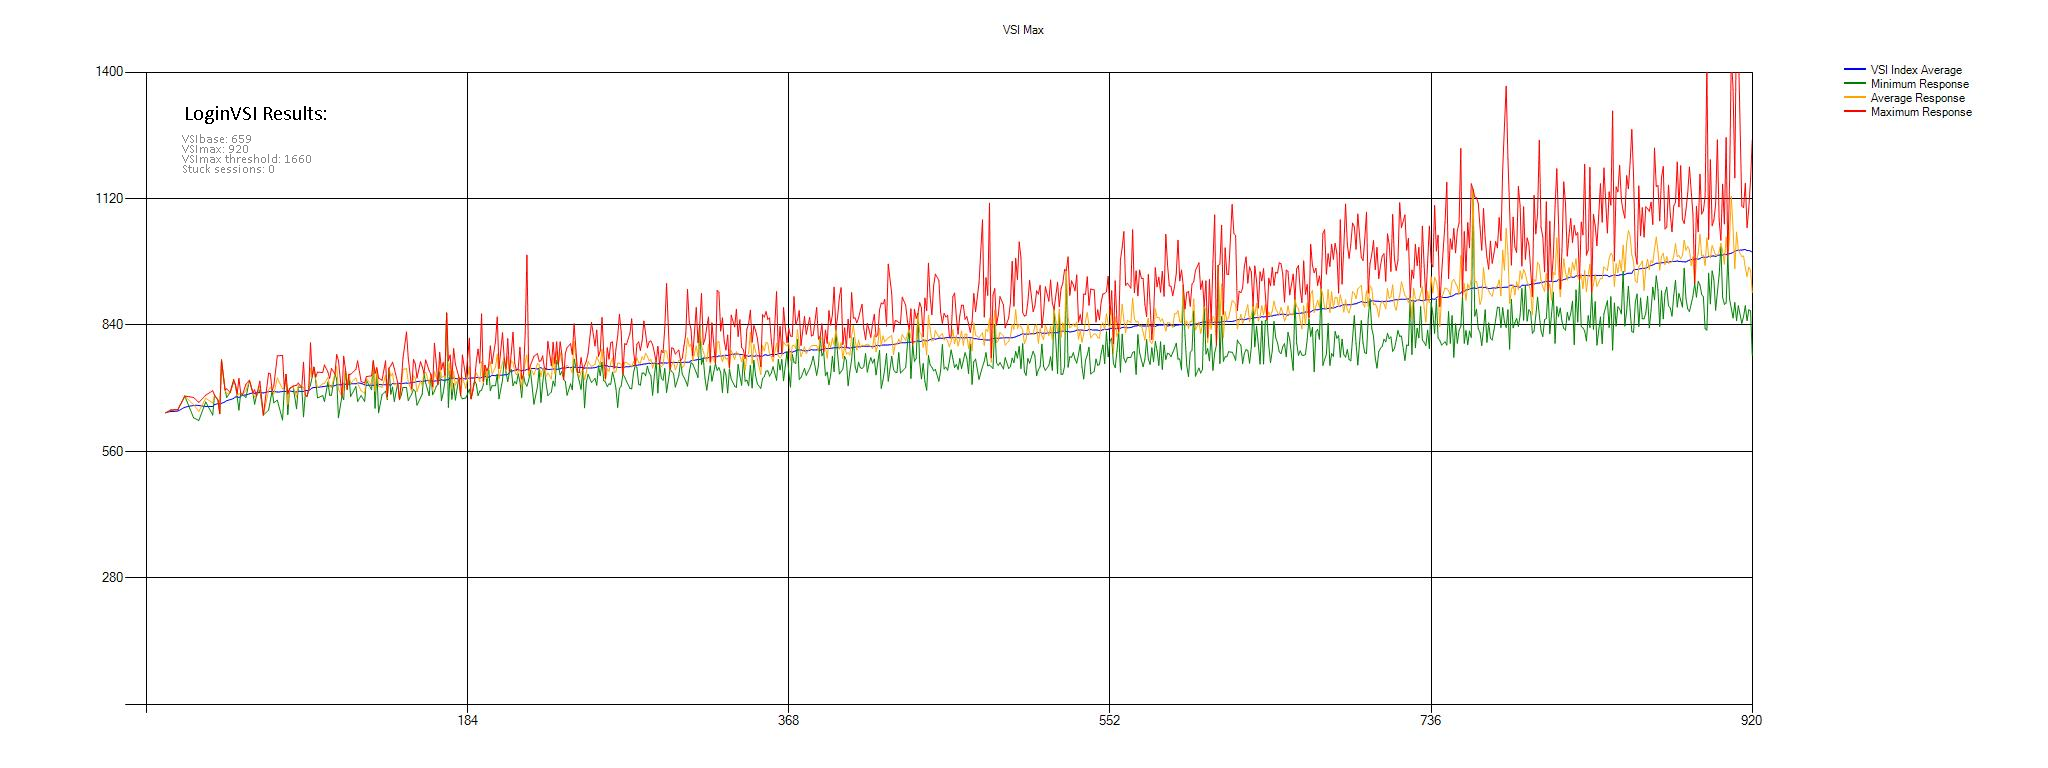 VSI Max
1400
1120
840
560
280
LoginVSI Results:
VSIbase: 659
VSImax: 920
VSImax threshold: 1660
Stuck sessions: 0
184
368
552
736
920
VSI Index Average
Minimum Response
Average Response
Maximum Response